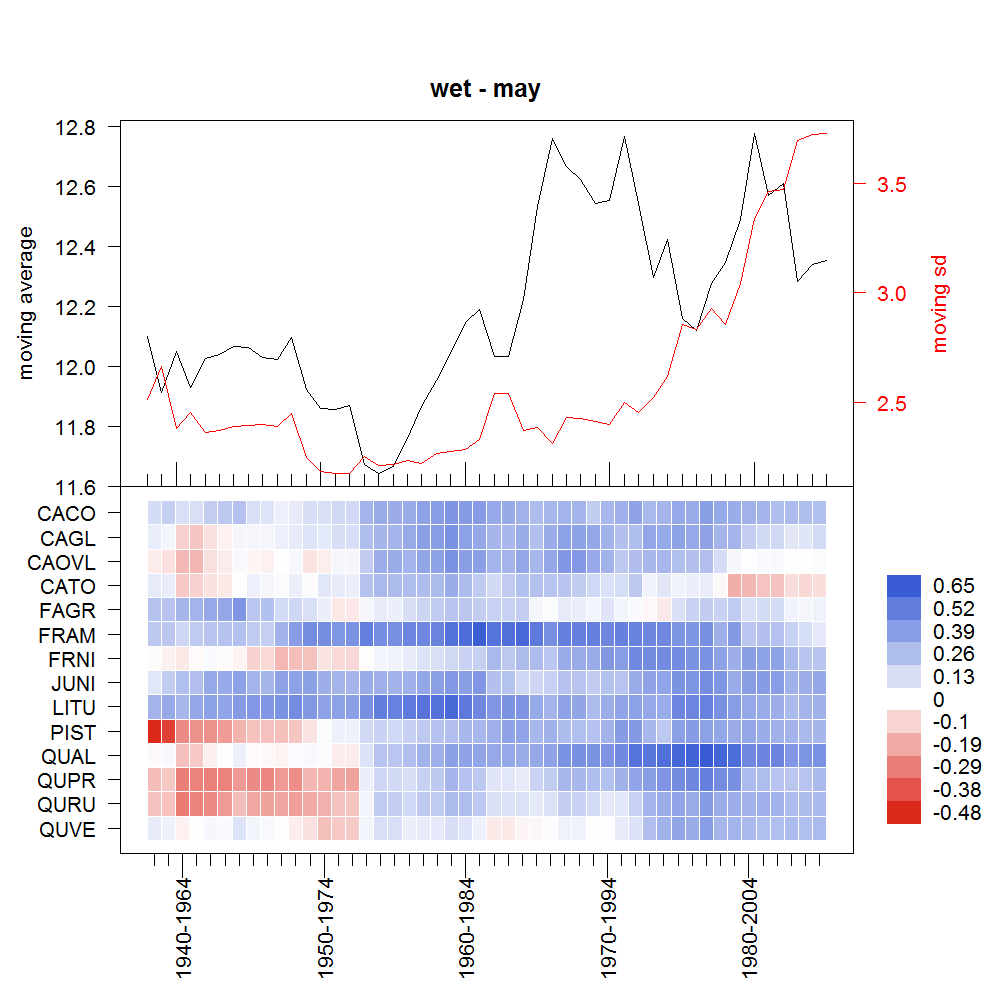 wet - may
12.8
12.6
12.4
12.2
12.0
11.8
11.6
moving average
3.5
3.0
2.5
moving sd
CACO
CAGL
CAOVL
CATO
FAGR
FRAM
FRNI
JUNI
LITU
PIST
QUAL
QUPR
QURU
QUVE
0.65
0.52
0.39
0.26
0.13
0
-0.1
-0.19
-0.29
-0.38
-0.48
1940-1964
1950-1974
1960-1984
1970-1994
1980-2004